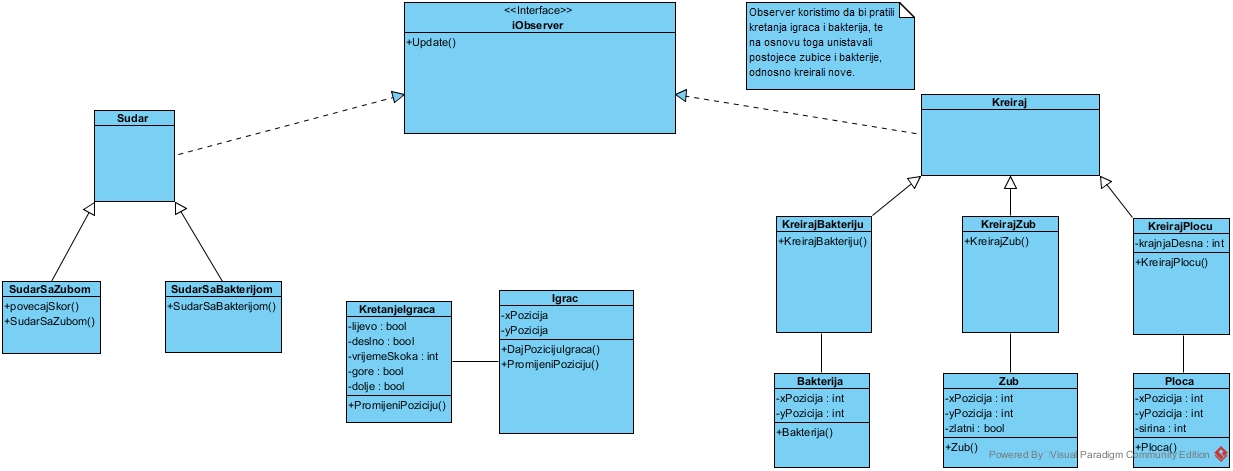 <<Interface>>
iObserver
+Update()
Observer koristimo da bi pratili
kretanja igraca i bakterija, te
na osnovu toga unistavali
postojece zubice i bakterije,
odnosno kreirali nove.
Sudar
Kreiraj
SudarSaZubom
+povecajSkor()
+SudarSaZubom()
SudarSaBakterijom
+SudarSaBakterijom()
KretanjeIgraca
-lijevo : bool
-deslno : bool
-vrijemeSkoka : int
-gore : bool
-dolje : bool
+PromijeniPoziciju()
Igrac
-xPozicija
-yPozicija
+DajPozicijuIgraca()
+PromijeniPoziciju()
KreirajBakteriju
+KreirajBakteriju()
KreirajZub
+KreirajZub()
KreirajPlocu
-krajnjaDesna : int
+KreirajPlocu()
Bakterija
-xPozicija : int
-yPozicija : int
+Bakterija()
Zub
-xPozicija : int
-yPozicija : int
-zlatni : bool
+Zub()
Ploca
-xPozicija : int
-yPozicija : int
-sirina : int
+Ploca()
Powered By Visual Paradigm Community Edition